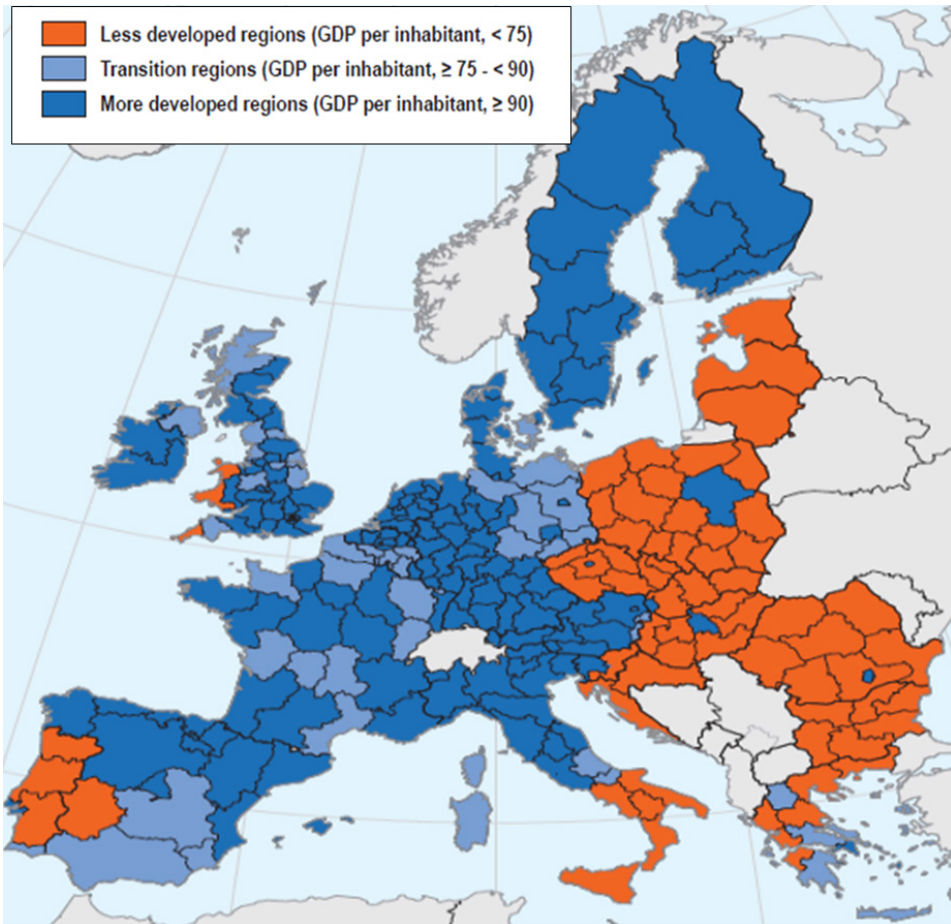 Less developed regions (GDP per inhabitant, < 75)
Transition regions (GDP per inhabitant, ≥ 75 - < 90)
More developed regions (GDP per inhabitant, ≥ 90)